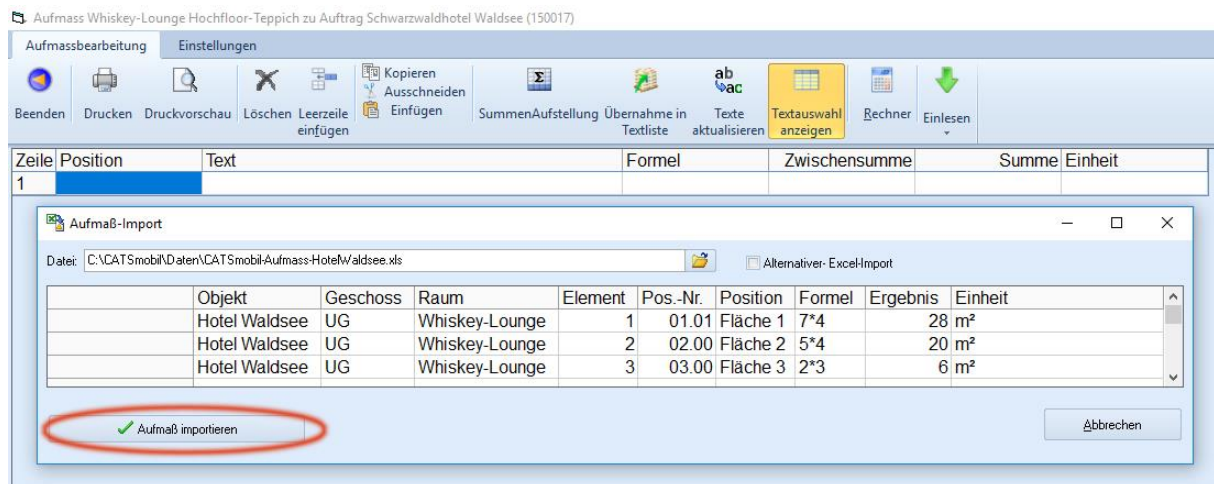 Aufmass Whiskey-Lounge Hochfloor-Teppich zu Auftrag Schwarzwaldhotel Waldsee (150017)
Aufmassbearbeitung Einstellungen
Beenden Drucken Druckvorschau Löschen Leerzeile einfügen Kopieren Ausschneiden Einfügen SummenAufstellung Übernahme in Textliste Texte aktualisieren Textauswahl anzeigen Rechner Einlesen
Zeile Position Text Formel Zwischensumme Summe Einheit
1
Aufmaß-Import
Datei: C:\CATSmobil\Daten\CATSmobil-Aufmass-HotelWaldsee.xls Alternativer- Excel-Import
Objekt Geschoss Raum Element Pos.-Nr. Position Formel Ergebnis Einheit
Hotel Waldsee UG Whiskey-Lounge 1 01.01 Fläche 1 7*4 28 m²
Hotel Waldsee UG Whiskey-Lounge 2 02.00 Fläche 2 5*4 20 m²
Hotel Waldsee UG Whiskey-Lounge 3 03.00 Fläche 3 2*3 6 m²
Aufmaß importieren Abbrechen